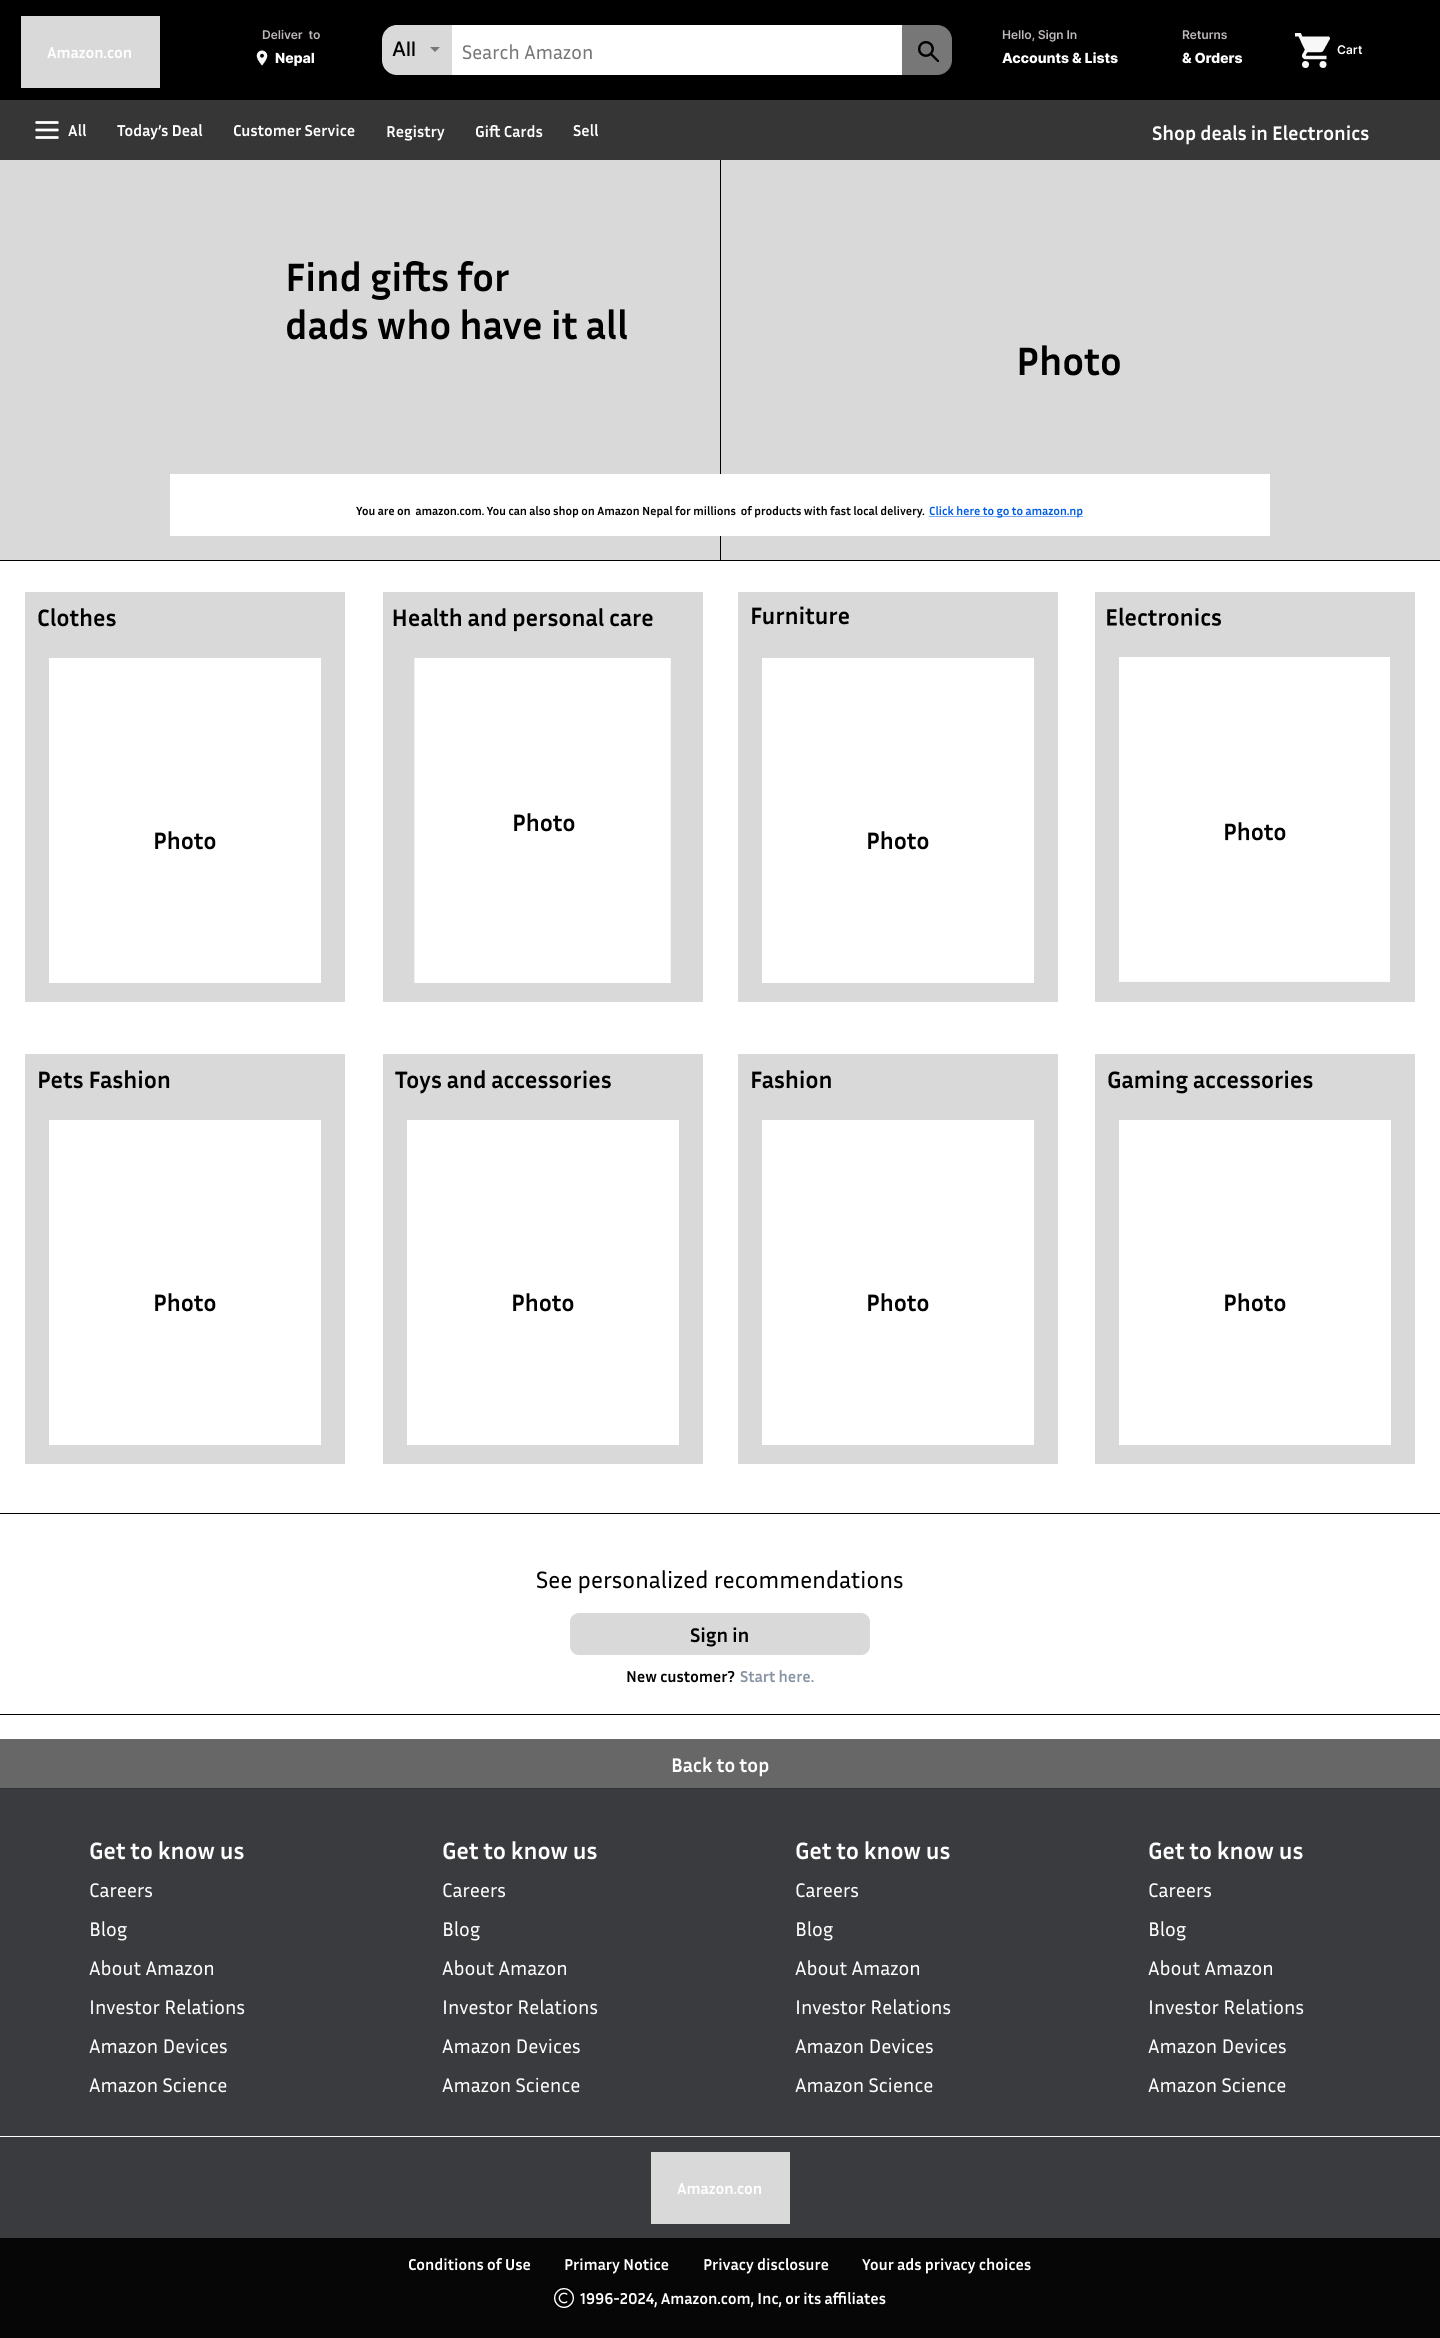 Amazon.con
Deliver to
Nepal
All
Search Amazon
Hello, Sign In
Accounts & Lists
Returns
& Orders
Cart
All
Today's Deal
Customer Service
Registry
Gift Cards
Sell
Shop deals in Electronics
Find gifts for
dads who have it all
Photo
You are on amazon.com. You can also shop on Amazon Nepal for millions of products with fast local delivery. Click here to go to amazon.np
Clothes
Photo
Health and personal care
Photo
Furniture
Photo
Electronics
Photo
Pets Fashion
Photo
Toys and accessories
Photo
Fashion
Photo
Gaming accessories
Photo
See personalized recommendations
Sign in
New customer? Start here.
Back to top
Get to know us
Careers
Blog
About Amazon
Investor Relations
Amazon Devices
Amazon Science
Get to know us
Careers
Blog
About Amazon
Investor Relations
Amazon Devices
Amazon Science
Get to know us
Careers
Blog
About Amazon
Investor Relations
Amazon Devices
Amazon Science
Get to know us
Careers
Blog
About Amazon
Investor Relations
Amazon Devices
Amazon Science
Amazon.con
Conditions of Use
Primary Notice
Privacy disclosure
Your ads privacy choices
© 1996-2024, Amazon.com, Inc, or its affiliates